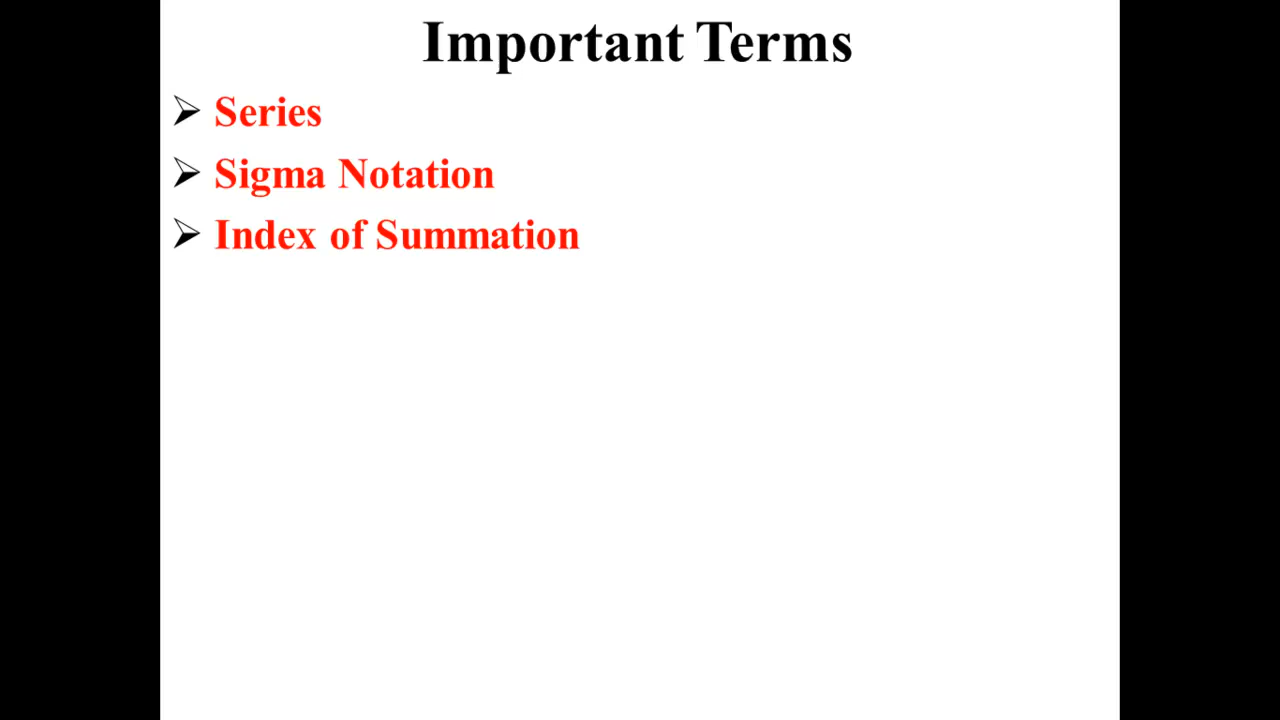 Important Terms
Series
Sigma Notation
Index of Summation